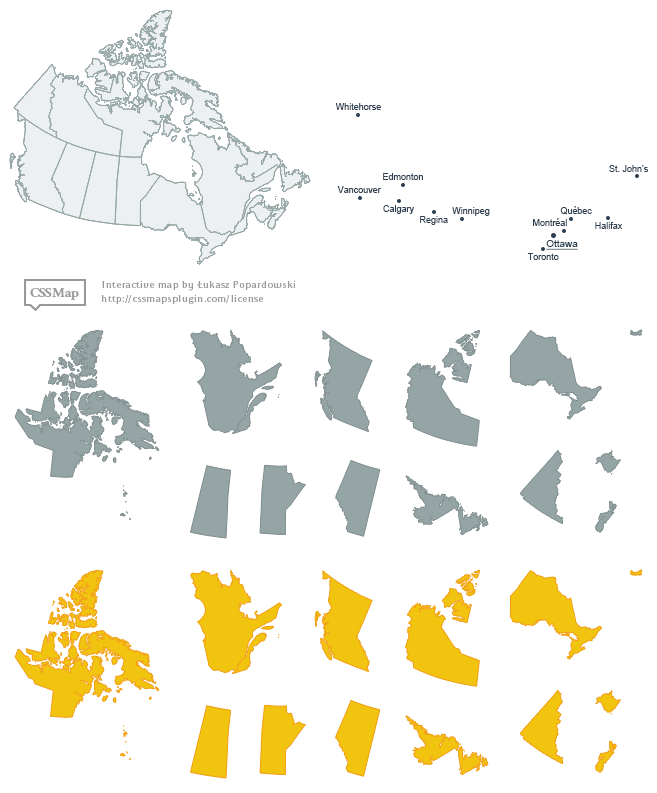 Whitehorse
St. John's
Edmonton
Vancouver
Calgary
Regina
Winnipeg
Québec
Montréal
Halifax
Ottawa
Toronto
CSSMap
Interactive map by Łukasz Popardowski
http://cssmapsplugin.com/license